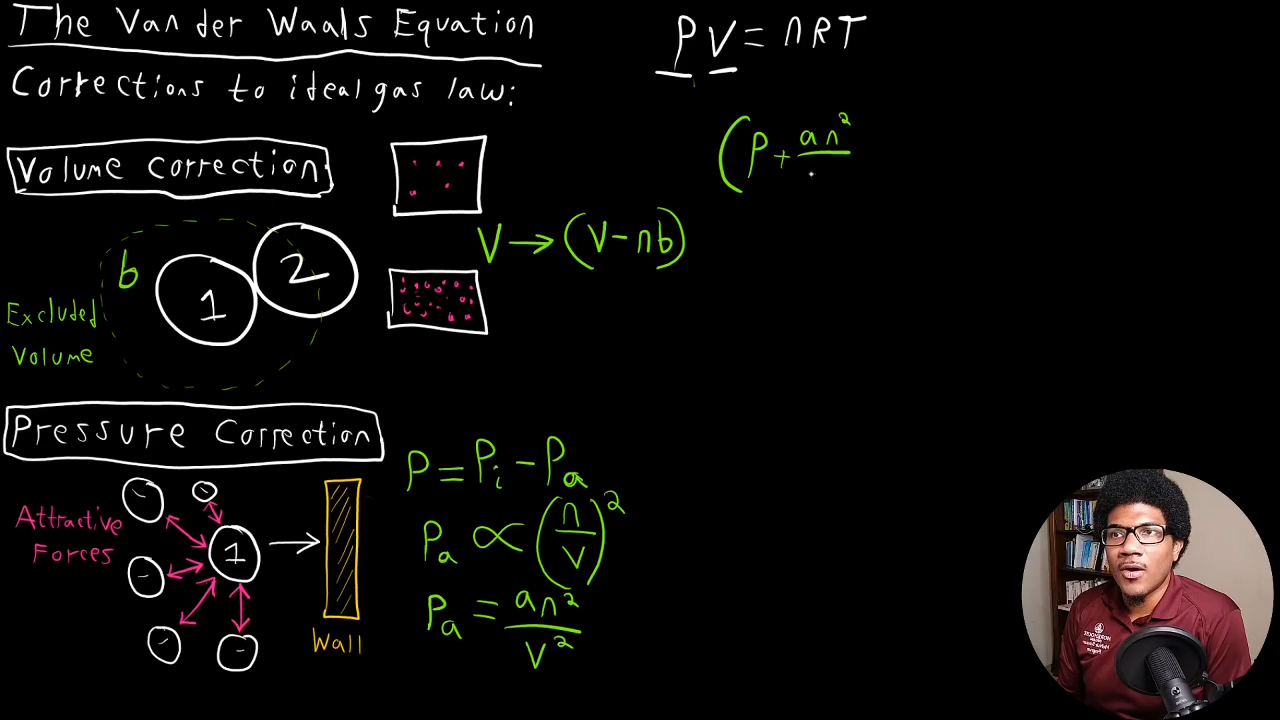 The Van der Waals Equation
Corrections to ideal gas law:
PV = nRT
(P + an²
Volume correction
V → (V - nb)
b
1
2
Excluded
Volume
Pressure Correction
P = Pᵢ - Pₐ
Attractive
Forces
1
Pₐ ∝ (n/V)²
Pₐ = an²/V²
Wall